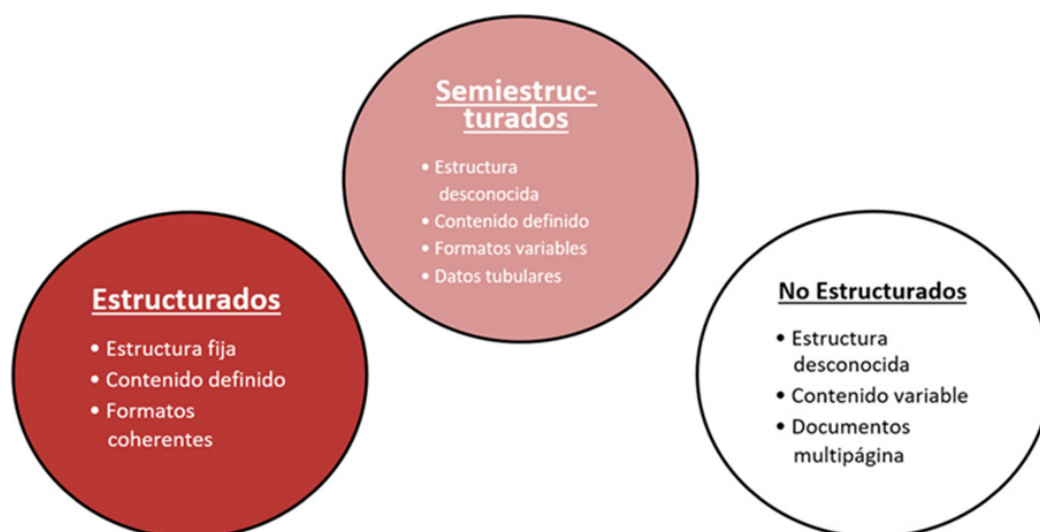 Semiestruc-
turados
• Estructura
desconocida
• Contenido definido
• Formatos variables
• Datos tubulares
Estructurados
• Estructura fija
• Contenido definido
• Formatos
coherentes
No Estructurados
• Estructura
desconocida
• Contenido variable
• Documentos
multipágina